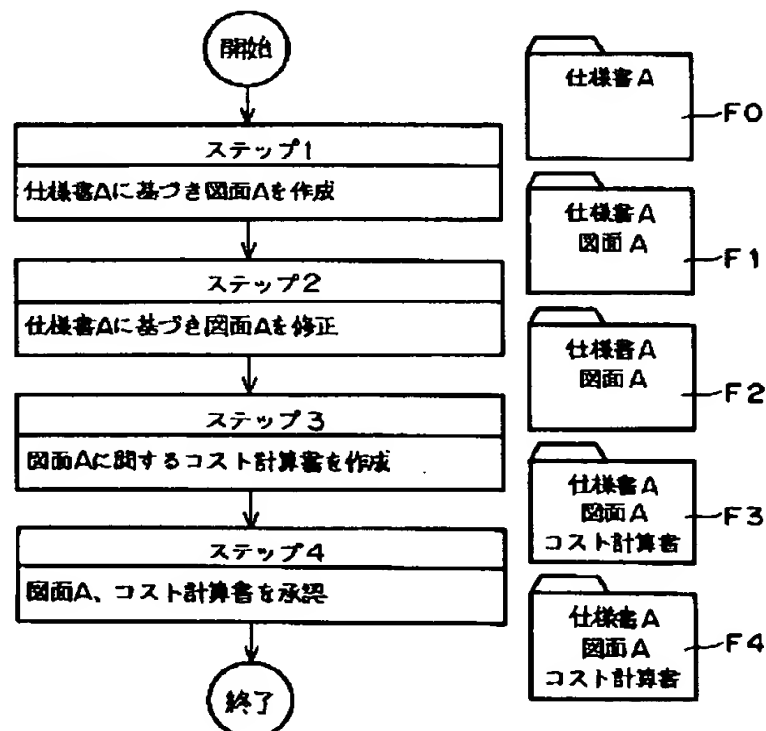 開始
ステップ1
仕様書Aに基づき図面Aを作成
ステップ2
仕様書Aに基づき図面Aを修正
ステップ3
図面Aに関するコスト計算書を作成
ステップ4
図面A、コスト計算書を承認
終了
仕様書A
F0
仕様書A
図面A
F1
仕様書A
図面A
F2
仕様書A
図面A
コスト計算書
F3
仕様書A
図面A
コスト計算書
F4